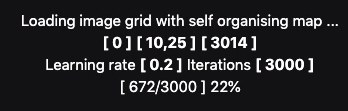 Loading image grid with self organising map ...
[ 0 ] [ 10,25 ] [ 3014 ]
Learning rate [ 0.2 ] Iterations [ 3000 ]
[ 672/3000 ] 22%